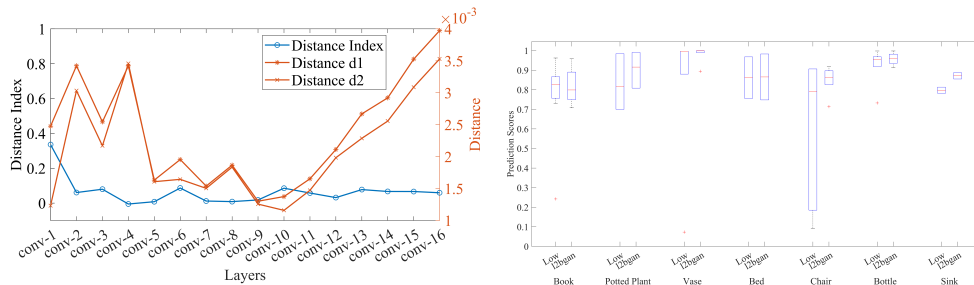 ×10⁻³
1
0.8
0.6
0.4
0.2
0
Distance Index
4
3.5
3
2.5
2
1.5
1
Distance
Distance Index
Distance d1
Distance d2
conv-1 conv-2 conv-3 conv-4 conv-5 conv-6 conv-7 conv-8 conv-9 conv-10 conv-11 conv-12 conv-13 conv-14 conv-15 conv-16
Layers
1
0.9
0.8
0.7
0.6
0.5
0.4
0.3
0.2
0.1
0
Prediction Scores
Low l2bgan Low l2bgan Low l2bgan Low l2bgan Low l2bgan Low l2bgan Low l2bgan
Book Potted Plant Vase Bed Chair Bottle Sink